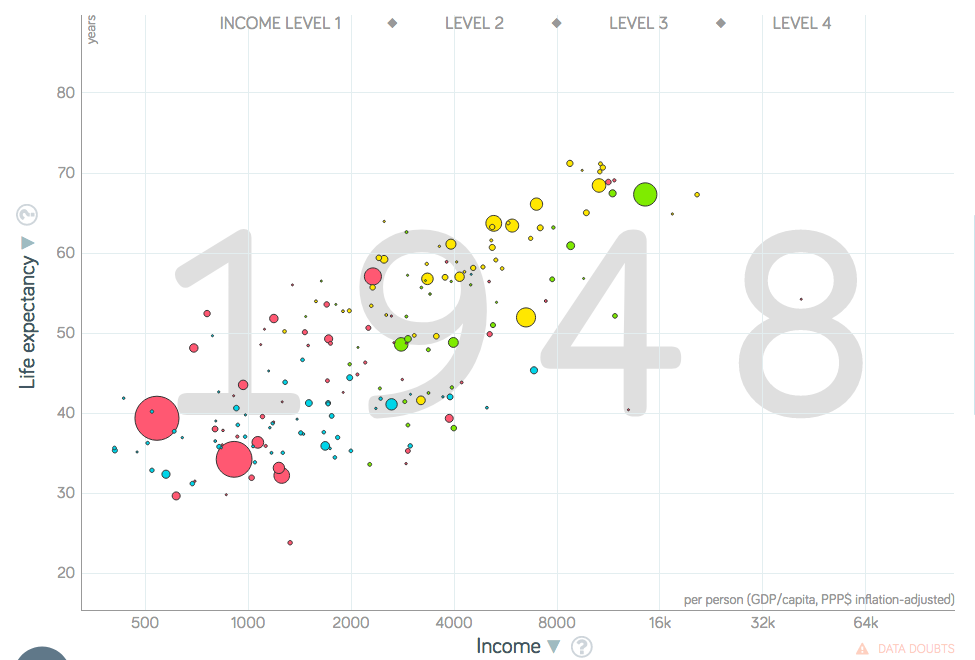 INCOME LEVEL 1 ◆ LEVEL 2 ◆ LEVEL 3 ◆ LEVEL 4
years
80
70
60
50
40
30
20
Life expectancy ▼ ?
1948
per person (GDP/capita, PPP$ inflation-adjusted)
500 1000 2000 4000 8000 16k 32k 64k
Income ▼ ?
DATA DOUBTS